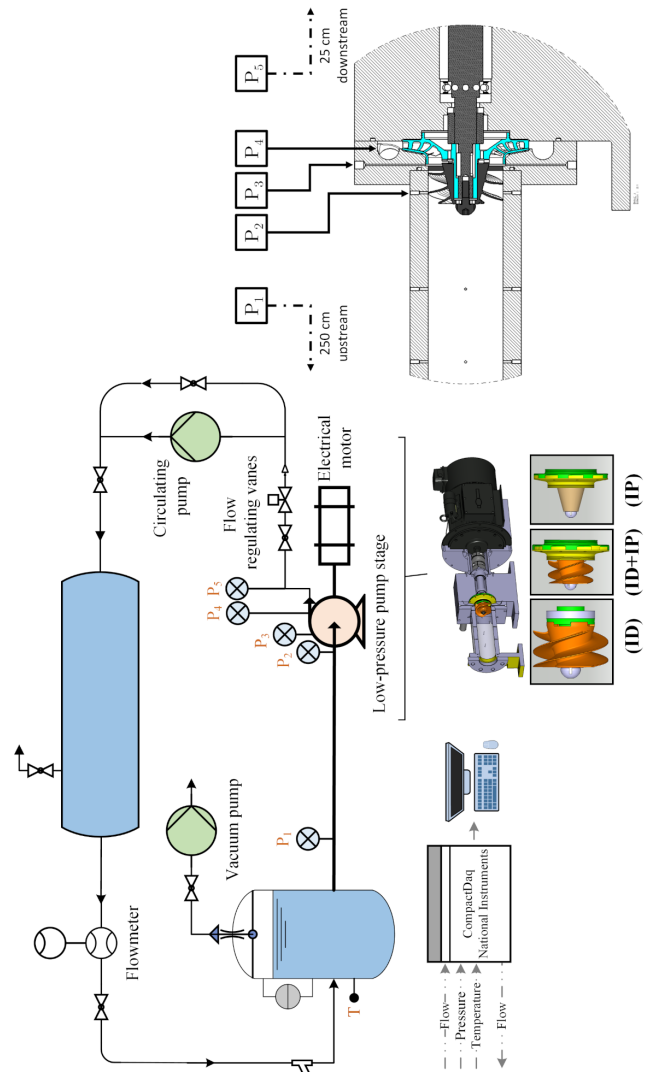 P₁
P₂
P₃
P₄
P₅
250 cm
upstream
25 cm
downstream
Circulating
pump
Flow
regulating vanes
Electrical
motor
Flowmeter
Vacuum pump
P₁
P₂
P₃
P₄
P₅
T
Low-pressure pump stage
(ID)
(ID+IP)
(IP)
Flow
Pressure
Temperature
Flow
CompactDaq
National Instruments